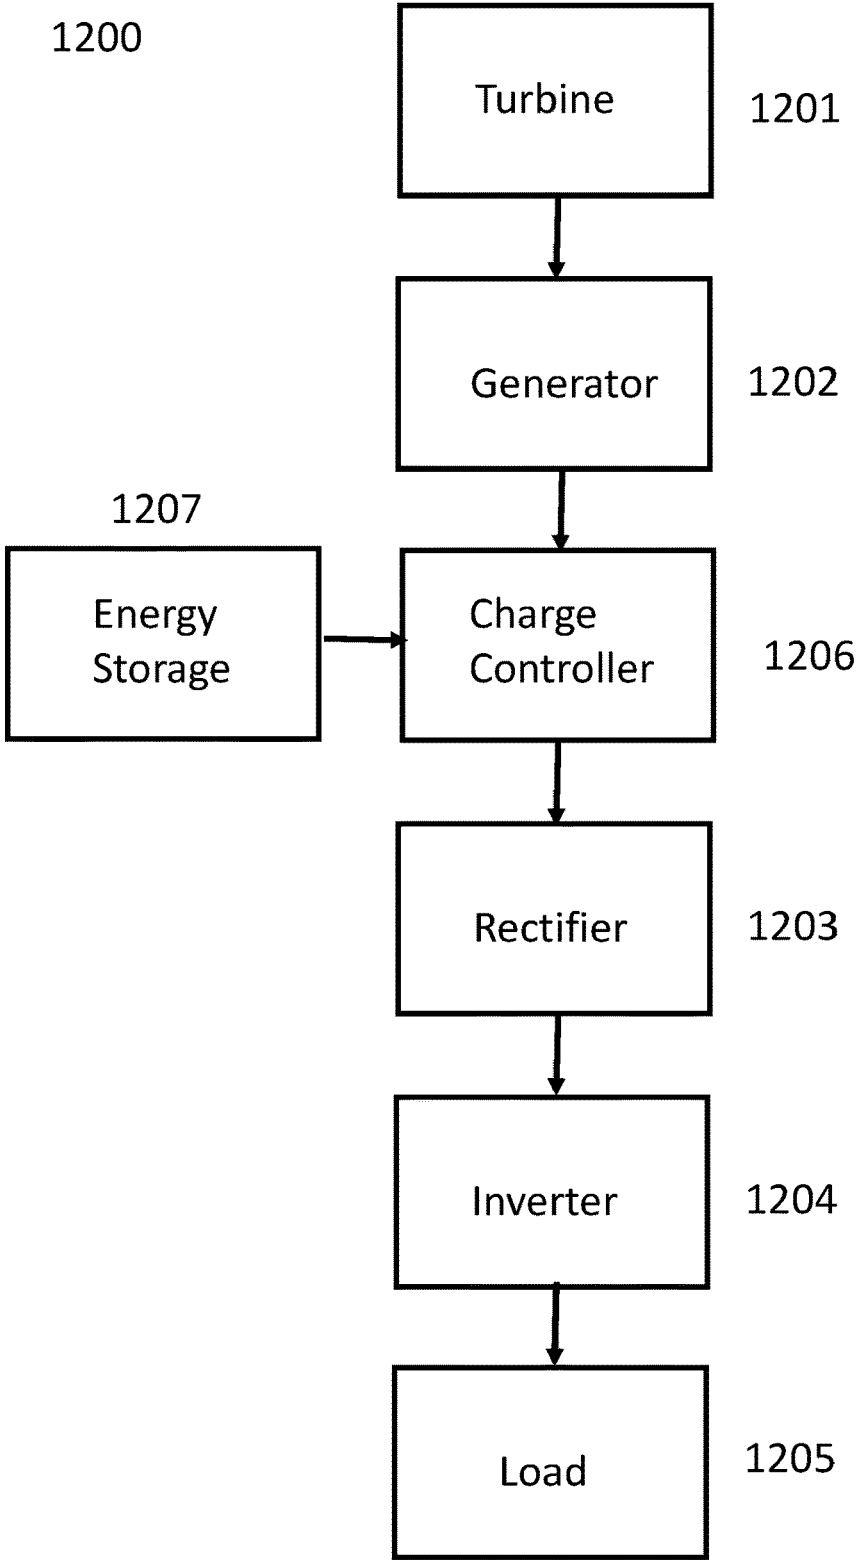 1200
Turbine
1201
Generator
1202
1207
Energy
Storage
Charge
Controller
1206
Rectifier
1203
Inverter
1204
Load
1205